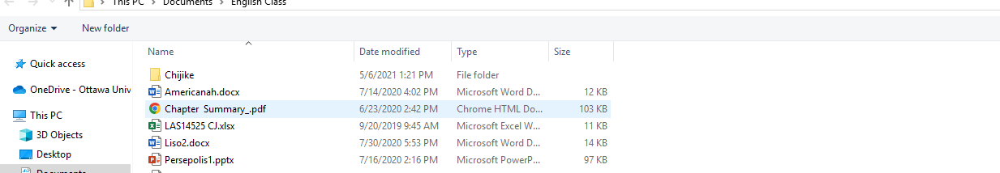 This PC > Documents > English Class
Organize New folder
Name Date modified Type Size
Quick access
OneDrive - Ottawa Univ
This PC
3D Objects
Desktop
Documents
Chijike 5/6/2021 1:21 PM File folder
Americanah.docx 7/14/2020 4:02 PM Microsoft Word D... 12 KB
Chapter Summary_.pdf 6/23/2020 2:42 PM Chrome HTML Do... 103 KB
LAS14525 CJ.xlsx 9/20/2019 9:45 AM Microsoft Excel W... 11 KB
Liso2.docx 7/30/2020 5:53 PM Microsoft Word D... 14 KB
Persepolis1.pptx 7/16/2020 2:16 PM Microsoft PowerP... 97 KB